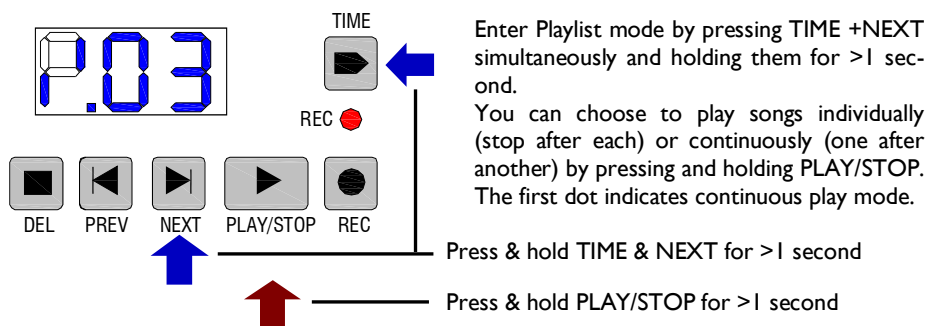 P.03
TIME
REC
DEL
PREV
NEXT
PLAY/STOP
REC
Enter Playlist mode by pressing TIME +NEXT
simultaneously and holding them for >1 sec-
ond.
You can choose to play songs individually
(stop after each) or continuously (one after
another) by pressing and holding PLAY/STOP.
The first dot indicates continuous play mode.
Press & hold TIME & NEXT for >1 second
Press & hold PLAY/STOP for >1 second